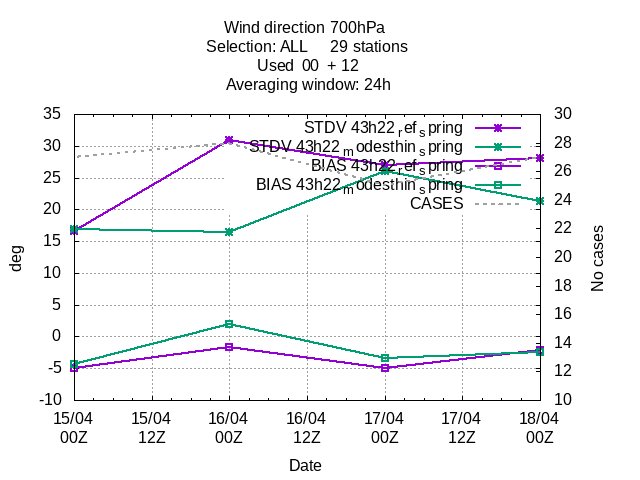 Wind direction 700hPa
Selection: ALL 29 stations
Used 00 + 12
Averaging window: 24h
35 30
30 28
25 26
20 24
15 22
10 20
5 18
0 16
-5 14
-10 12
10
STDV 43h22_ref_spring
STDV 43h22_modesthin_spring
BIAS 43h22_ref_spring
BIAS 43h22_modesthin_spring
CASES
deg
No cases
15/04 15/04 16/04 16/04 17/04 17/04 18/04
00Z 12Z 00Z 12Z 00Z 12Z 00Z
Date